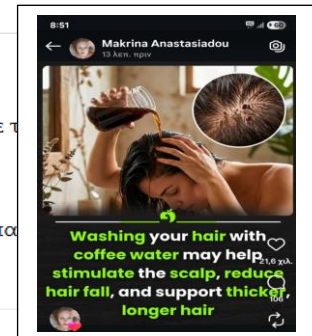 8:51
60
Makrina Anastasiadou
13 λεπ. πριν
Washing your hair with
coffee water may help
21,6 χιλ.
stimulate the scalp, reduce
hair fall, and support thicker
106
longer hair